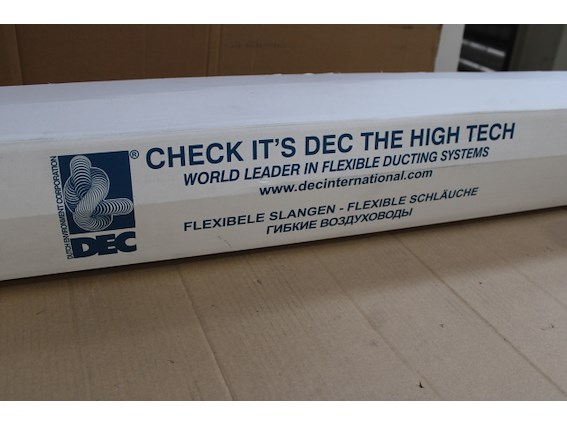 DUTCH ENVIRONMENT CORPORATION
DEC
®
CHECK IT'S DEC THE HIGH TECH
WORLD LEADER IN FLEXIBLE DUCTING SYSTEMS
www.decinternational.com
FLEXIBELE SLANGEN - FLEXIBLE SCHLÄUCHE
ГИБКИЕ ВОЗДУХОВОДЫ